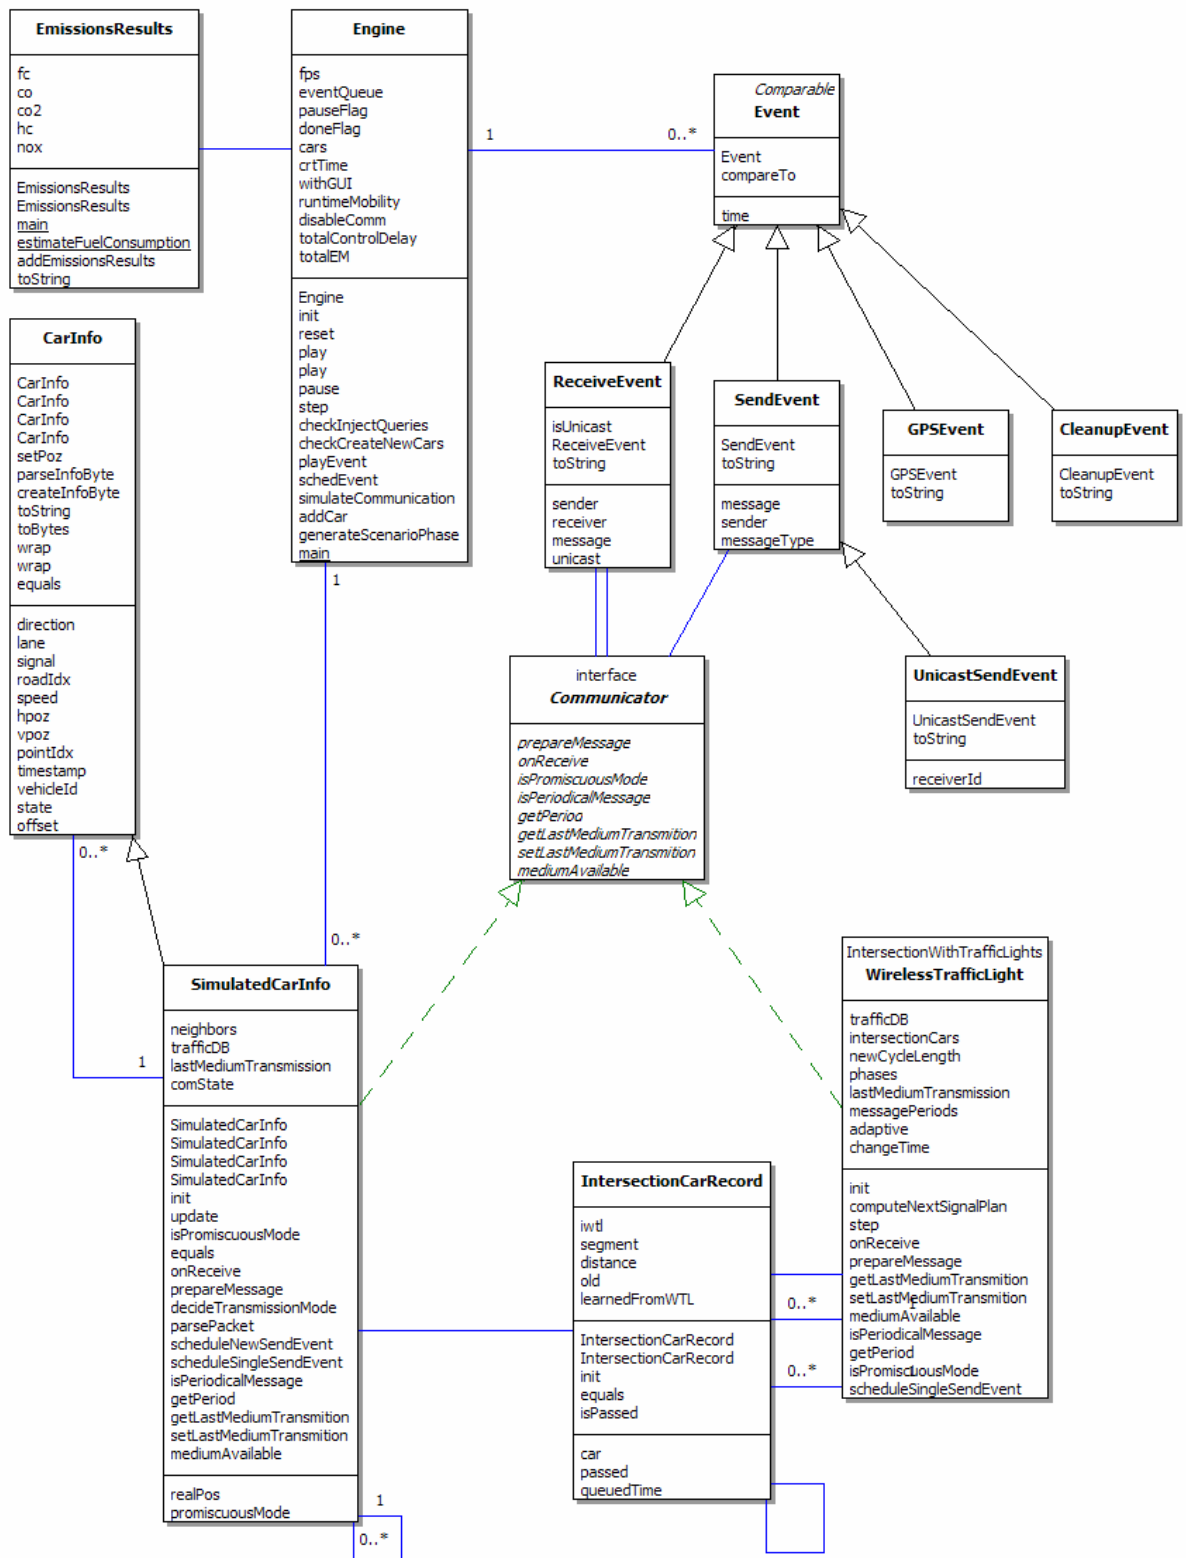 EmissionsResults
fc
co
co2
hc
nox
EmissionsResults
EmissionsResults
main
estimateFuelConsumption
addEmissionsResults
toString
Engine
fps
eventQueue
pauseFlag
doneFlag
cars
crtTime
withGUI
runtimeMobility
disableComm
totalControlDelay
totalEM
Engine
init
reset
play
play
pause
step
checkInjectQueries
checkCreateNewCars
playEvent
schedEvent
simulateCommunication
addCar
generateScenarioPhase
main
1
0..*
Comparable
Event
Event
compareTo
time
CarInfo
CarInfo
CarInfo
CarInfo
CarInfo
setPoz
parseInfoByte
createInfoByte
toString
toBytes
wrap
wrap
equals
direction
lane
signal
roadIdx
speed
hpoz
vpoz
pointIdx
timestamp
vehicleId
state
offset
ReceiveEvent
isUnicast
ReceiveEvent
toString
sender
receiver
message
unicast
SendEvent
SendEvent
toString
message
sender
messageType
GPSEvent
GPSEvent
toString
CleanupEvent
CleanupEvent
toString
1
interface
Communicator
prepareMessage
onReceive
isPromiscuousMode
isPeriodicalMessage
getPeriod
getLastMediumTransmition
setLastMediumTransmition
mediumAvailable
UnicastSendEvent
UnicastSendEvent
toString
receiverId
0..*
0..*
1
SimulatedCarInfo
neighbors
trafficDB
lastMediumTransmission
comState
SimulatedCarInfo
SimulatedCarInfo
SimulatedCarInfo
SimulatedCarInfo
init
update
isPromiscuousMode
equals
onReceive
prepareMessage
decideTransmissionMode
parsePacket
scheduleNewSendEvent
scheduleSingleSendEvent
isPeriodicalMessage
getPeriod
getLastMediumTransmition
setLastMediumTransmition
mediumAvailable
realPos
promiscuousMode
1
0..*
IntersectionCarRecord
iwtl
segment
distance
old
learnedFromWTL
IntersectionCarRecord
IntersectionCarRecord
init
equals
isPassed
car
passed
queuedTime
0..*
0..*
IntersectionWithTrafficLights
WirelessTrafficLight
trafficDB
intersectionCars
newCycleLength
phases
lastMediumTransmission
messagePeriods
adaptive
changeTime
init
computeNextSignalPlan
step
onReceive
prepareMessage
getLastMediumTransmition
setLastMediumTransmition
1
mediumAvailable
isPeriodicalMessage
getPeriod
isPromiscuousMode
1
scheduleSingleSendEvent